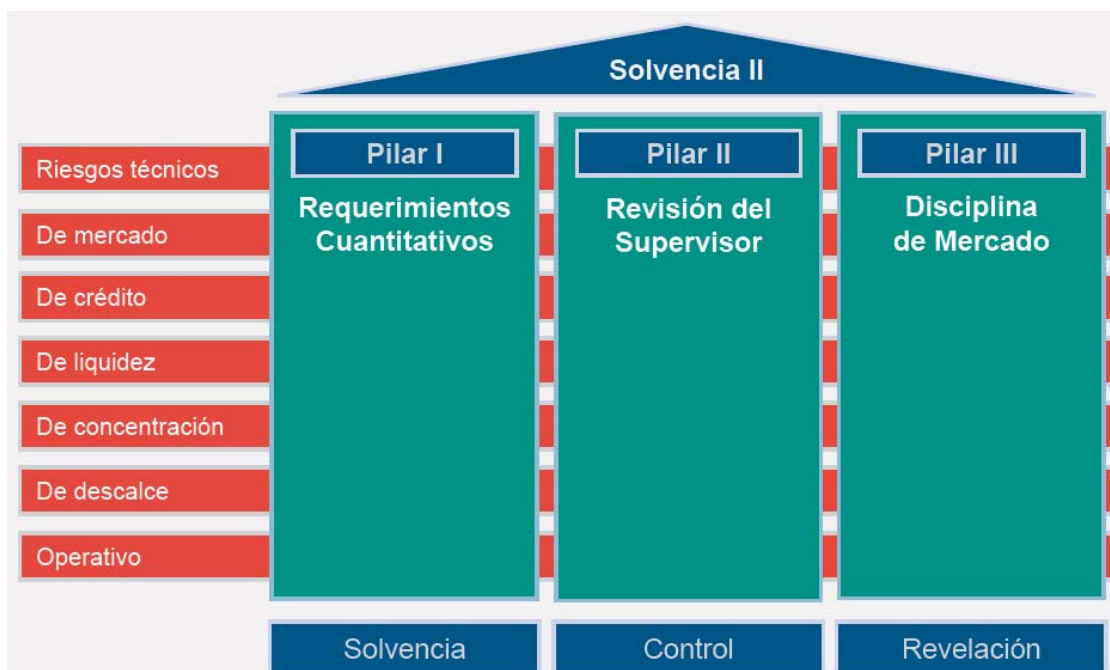 Solvencia II
Pilar I
Pilar II
Pilar III
Requerimientos
Cuantitativos
Revisión del
Supervisor
Disciplina
de Mercado
Riesgos técnicos
De mercado
De crédito
De liquidez
De concentración
De descalce
Operativo
Solvencia
Control
Revelación